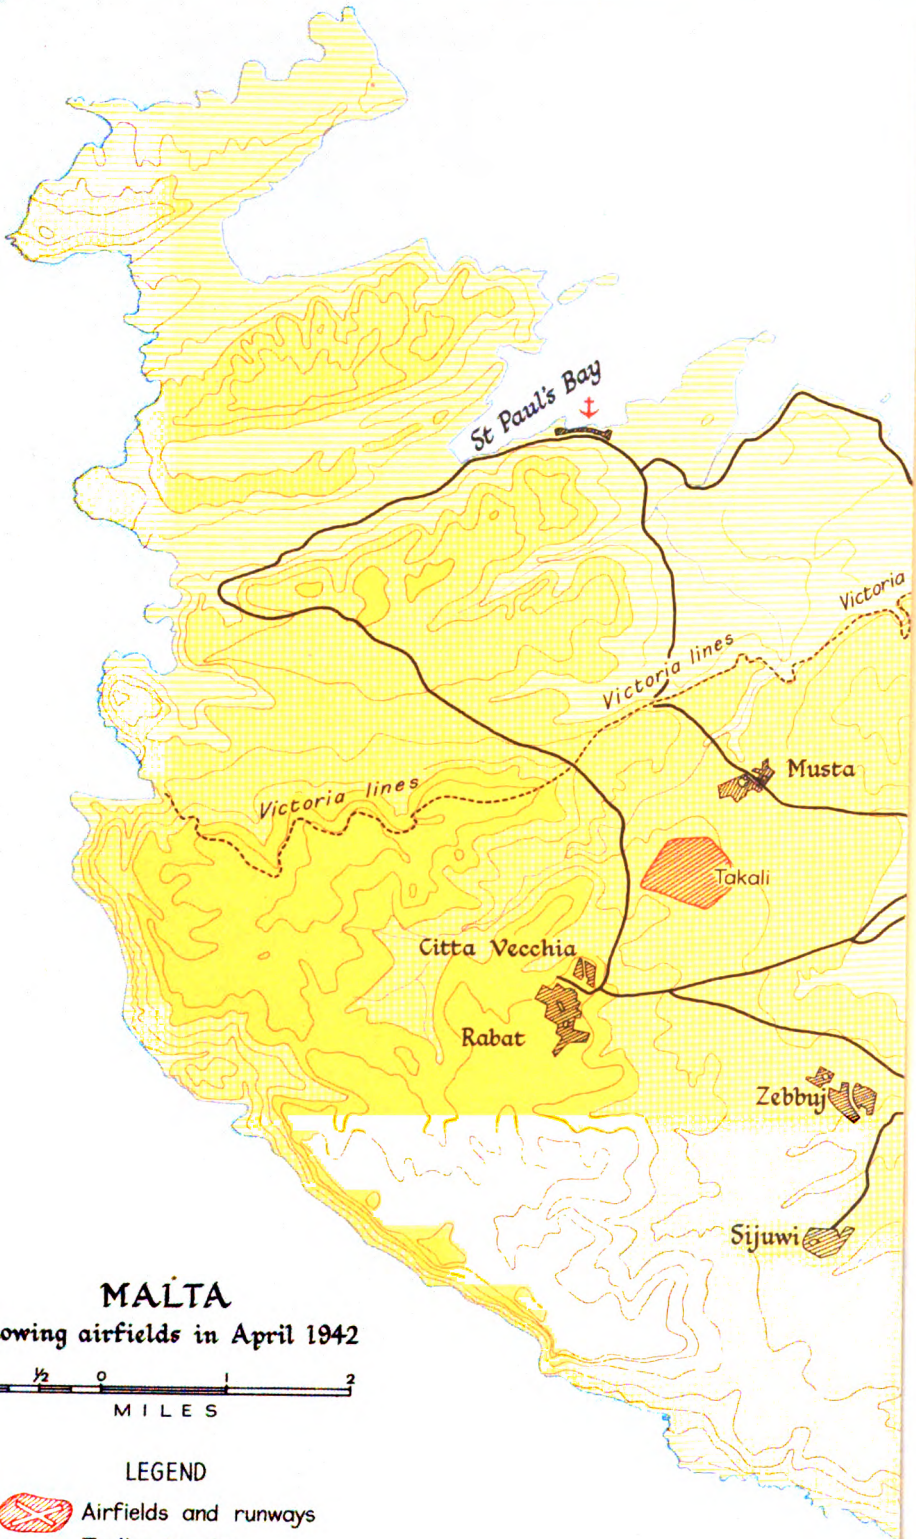 St Paul's Bay
Victoria
Victoria lines
Musta
Victoria lines
Takali
Citta Vecchia
Rabat
Zebbuj
Sijuwi
MALTA
owing airfields in April 1942
½ 0 1 2
MILES
LEGEND
Airfields and runways